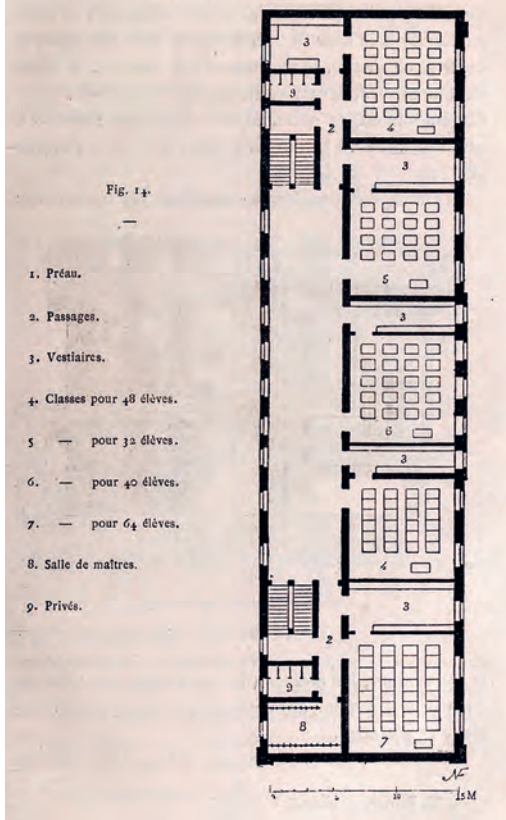 Fig. 14.
1. Préau.
2. Passages.
3. Vestiaires.
4. Classes pour 48 élèves.
5 — pour 32 élèves.
6. — pour 40 élèves.
7. — pour 64 élèves.
8. Salle de maîtres.
9. Privés.
3
9
4
2
3
5
3
6
3
4
3
2
9
8
7
10
15M